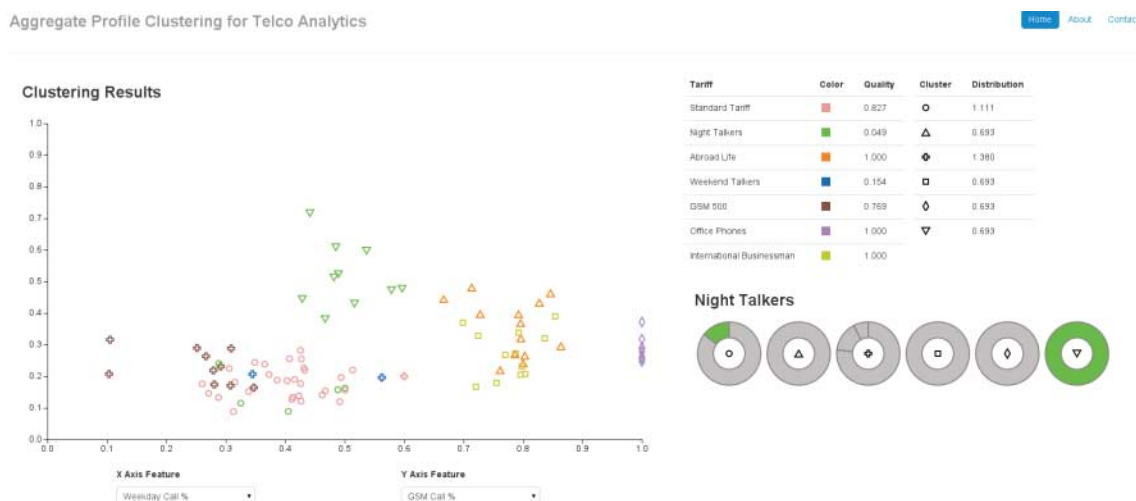 Aggregate Profile Clustering for Telco Analytics
Home About Contac
Clustering Results
1.0
0.9
0.8
0.7
0.6
0.5
0.4
0.3
0.2
0.1
0.0
0.0 0.1 0.2 0.3 0.4 0.5 0.6 0.7 0.8 0.9 1.0
X Axis Feature Y Axis Feature
Weekday Call % GSM Call %
Tariff Color Quality Cluster Distribution
Standard Tariff 0.827 1.111
Night Talkers 0.049 0.693
Abroad Life 1.000 1.380
Weekend Talkers 0.154 0.693
GSM 500 0.769 0.693
Office Phones 1.000 0.693
International Businessman 1.000
Night Talkers